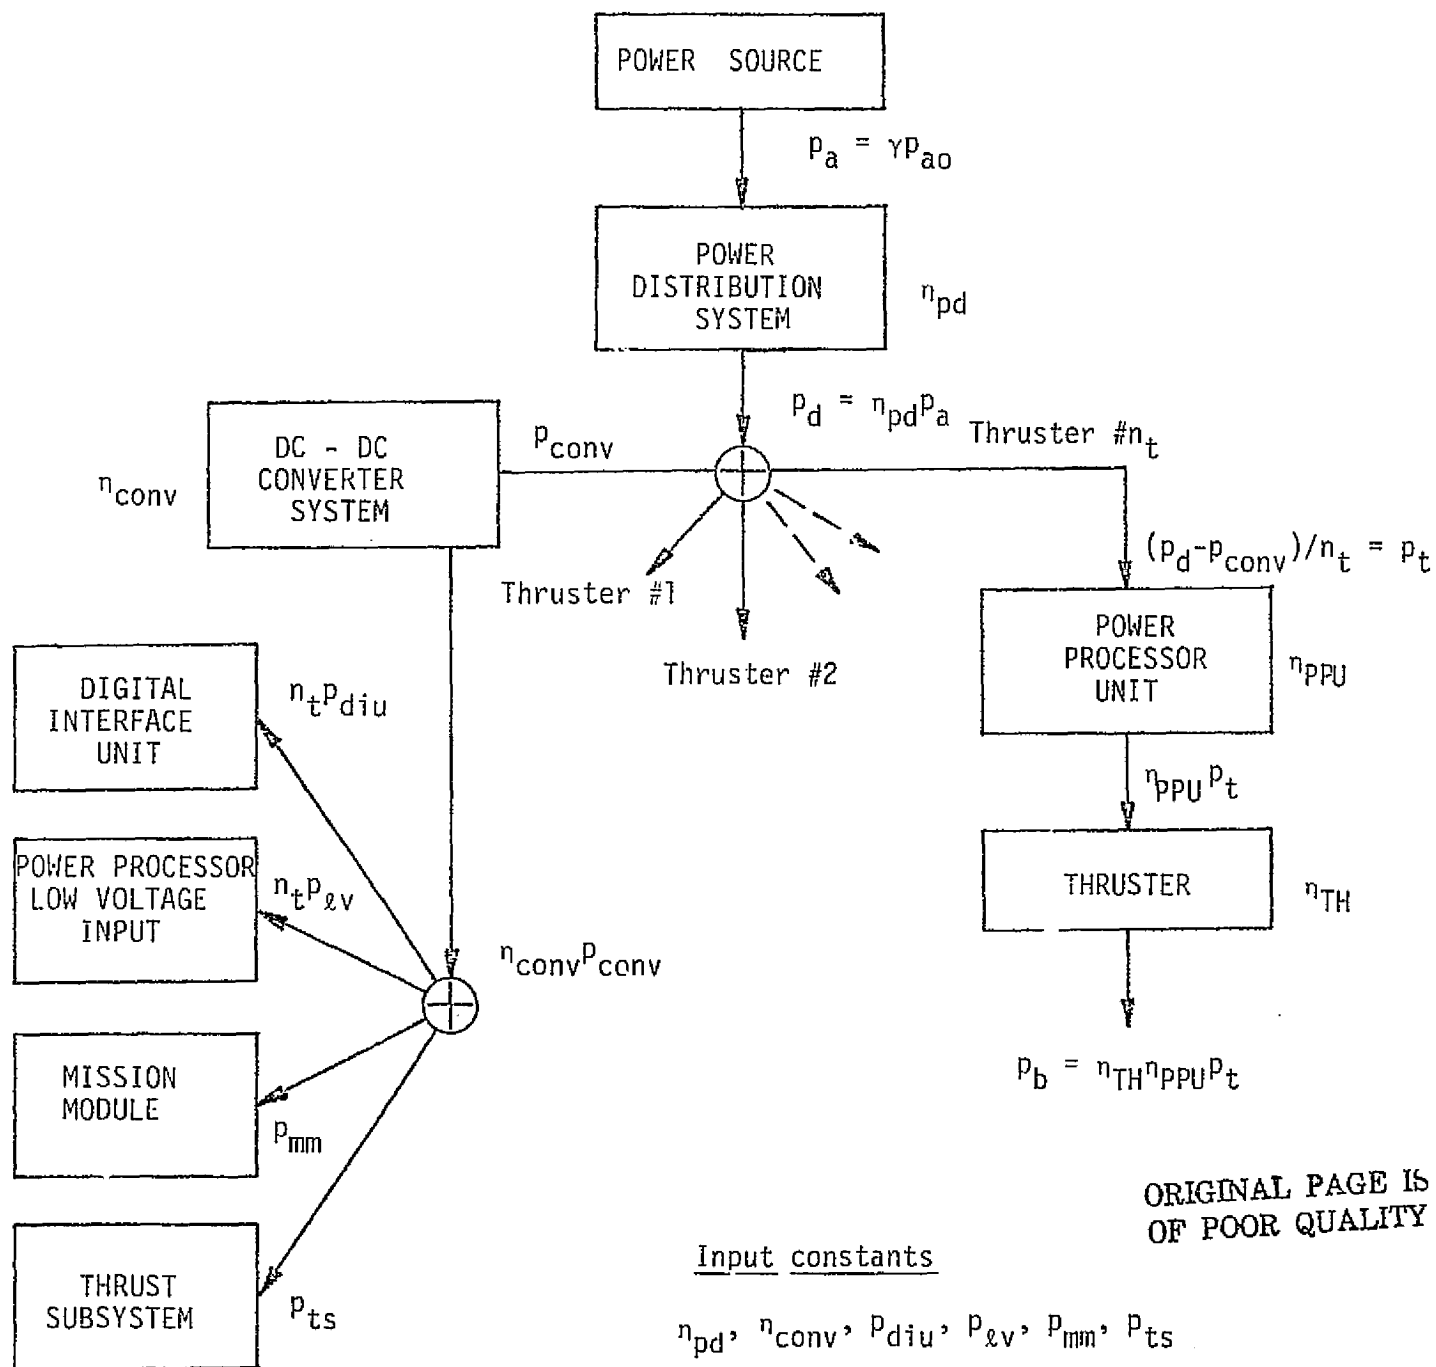 POWER SOURCE
p_a = γp_ao
POWER
DISTRIBUTION
SYSTEM
η_pd
p_d = η_pd p_a
Thruster #n_t
DC - DC
CONVERTER
SYSTEM
η_conv
p_conv
Thruster #1
Thruster #2
(p_d-p_conv)/n_t = p_t
POWER
PROCESSOR
UNIT
η_PPU
η_PPU p_t
THRUSTER
η_TH
p_b = η_TH η_PPU p_t
DIGITAL
INTERFACE
UNIT
n_t p_diu
POWER PROCESSOR
LOW VOLTAGE
INPUT
n_t p_ℓv
η_conv p_conv
MISSION
MODULE
p_mm
THRUST
SUBSYSTEM
p_ts
ORIGINAL PAGE IS
OF POOR QUALITY
Input constants
η_pd, η_conv, p_diu, p_ℓv, p_mm, p_ts